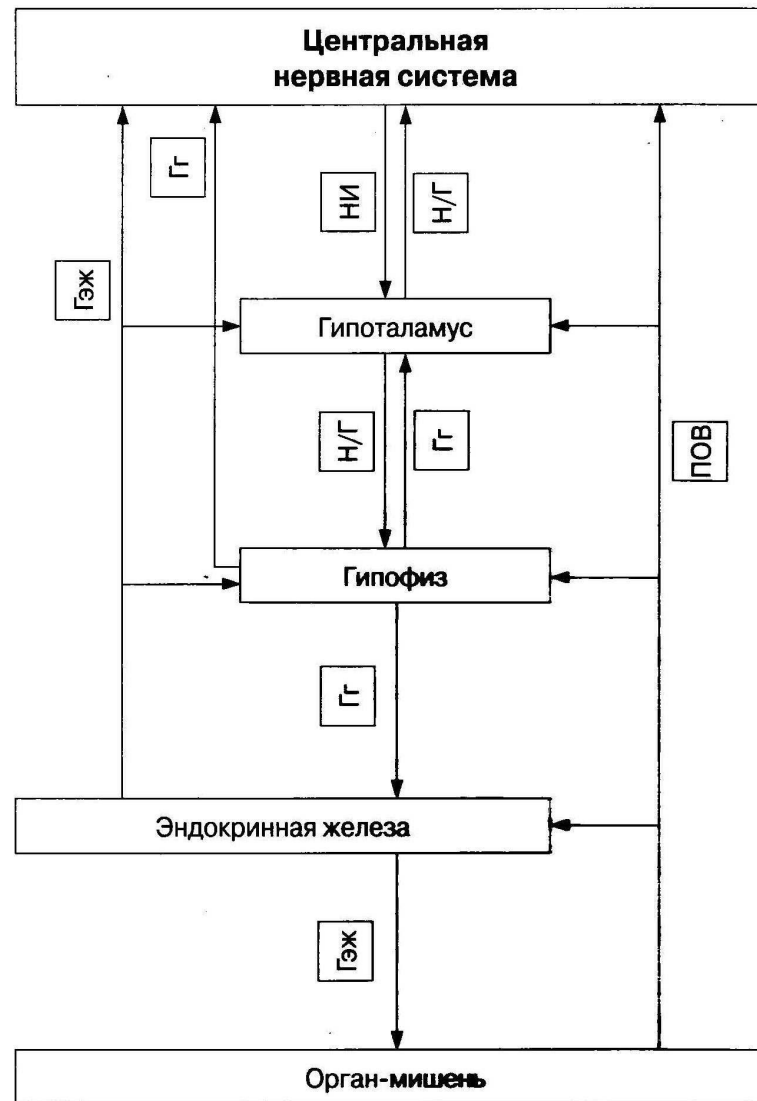 Центральная
нервная система
Гг
НИ
Н/Г
Гэж
Гипоталамус
Н/Г
Гг
ПОВ
Гипофиз
Гг
Эндокринная железа
Гэж
Орган-мишень